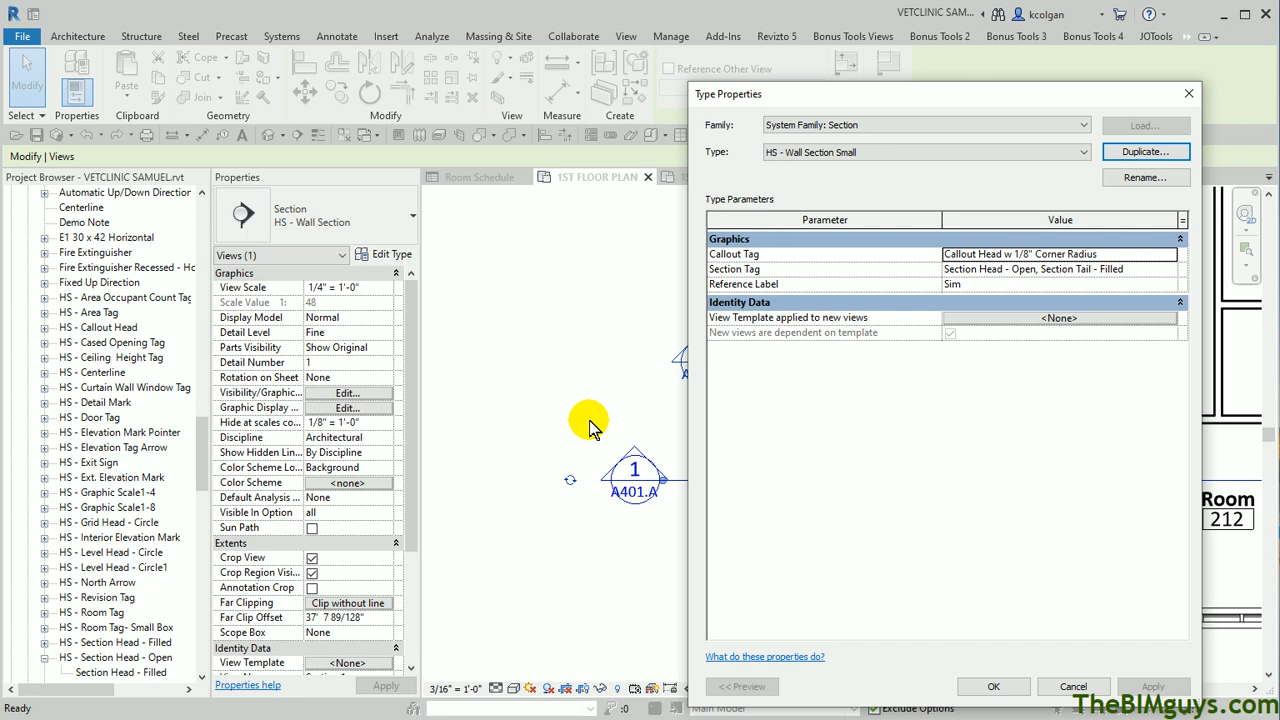 VETCLINIC SAM... kcolgan
File Architecture Structure Steel Precast Systems Annotate Insert Analyze Massing & Site Collaborate View Manage Add-Ins Revizto 5 Bonus Tools Views Bonus Tools 2 Bonus Tools 3 Bonus Tools 4 JOTools
Modify Paste Cope Cut Join Reference Other View
Select Properties Clipboard Geometry Modify View Measure Create
Modify | Views
Project Browser - VETCLINIC SAMUEL.rvt
Automatic Up/Down Direction
Centerline
Demo Note
E1 30 x 42 Horizontal
Fire Extinguisher
Fire Extinguisher Recessed - Ho
Fixed Up Direction
HS - Area Occupant Count Tag
HS - Area Tag
HS - Callout Head
HS - Cased Opening Tag
HS - Ceiling Height Tag
HS - Centerline
HS - Curtain Wall Window Tag
HS - Detail Mark
HS - Door Tag
HS - Elevation Mark Pointer
HS - Elevation Tag Arrow
HS - Exit Sign
HS - Ext. Elevation Mark
HS - Graphic Scale1-4
HS - Graphic Scale1-8
HS - Grid Head - Circle
HS - Interior Elevation Mark
HS - Level Head - Circle
HS - Level Head - Circle1
HS - North Arrow
HS - Room Tag
HS - Room Tag- Small Box
HS - Section Head - Filled
HS - Section Head - Open
Section Head - Filled
Properties
Section
HS - Wall Section
Views (1) Edit Type
Graphics
View Scale 1/4" = 1'-0"
Scale Value 1: 48
Display Model Normal
Detail Level Fine
Parts Visibility Show Original
Detail Number 1
Rotation on Sheet None
Visibility/Graphic... Edit...
Graphic Display ... Edit...
Hide at scales co... 1/8" = 1'-0"
Discipline Architectural
Show Hidden Lin... By Discipline
Color Scheme Lo... Background
Color Scheme <none>
Default Analysis ... None
Visible In Option all
Sun Path
Extents
Crop View
Crop Region Visi...
Annotation Crop
Far Clipping Clip without line
Far Clip Offset 37' 7 89/128"
Scope Box None
Identity Data
View Template <None>
Properties help Apply
Room Schedule 1ST FLOOR PLAN
1
A401.A
Room
212
3/16" = 1'-0"
Type Properties
Family: System Family: Section Load...
Type: HS - Wall Section Small Duplicate...
Rename...
Type Parameters
Parameter Value =
Graphics
Callout Tag Callout Head w 1/8" Corner Radius
Section Tag Section Head - Open, Section Tail - Filled
Reference Label Sim
Identity Data
View Template applied to new views <None>
New views are dependent on template
What do these properties do?
<< Preview OK Cancel Apply
Ready :0 Main Model Exclude Options
TheBIMguys.com